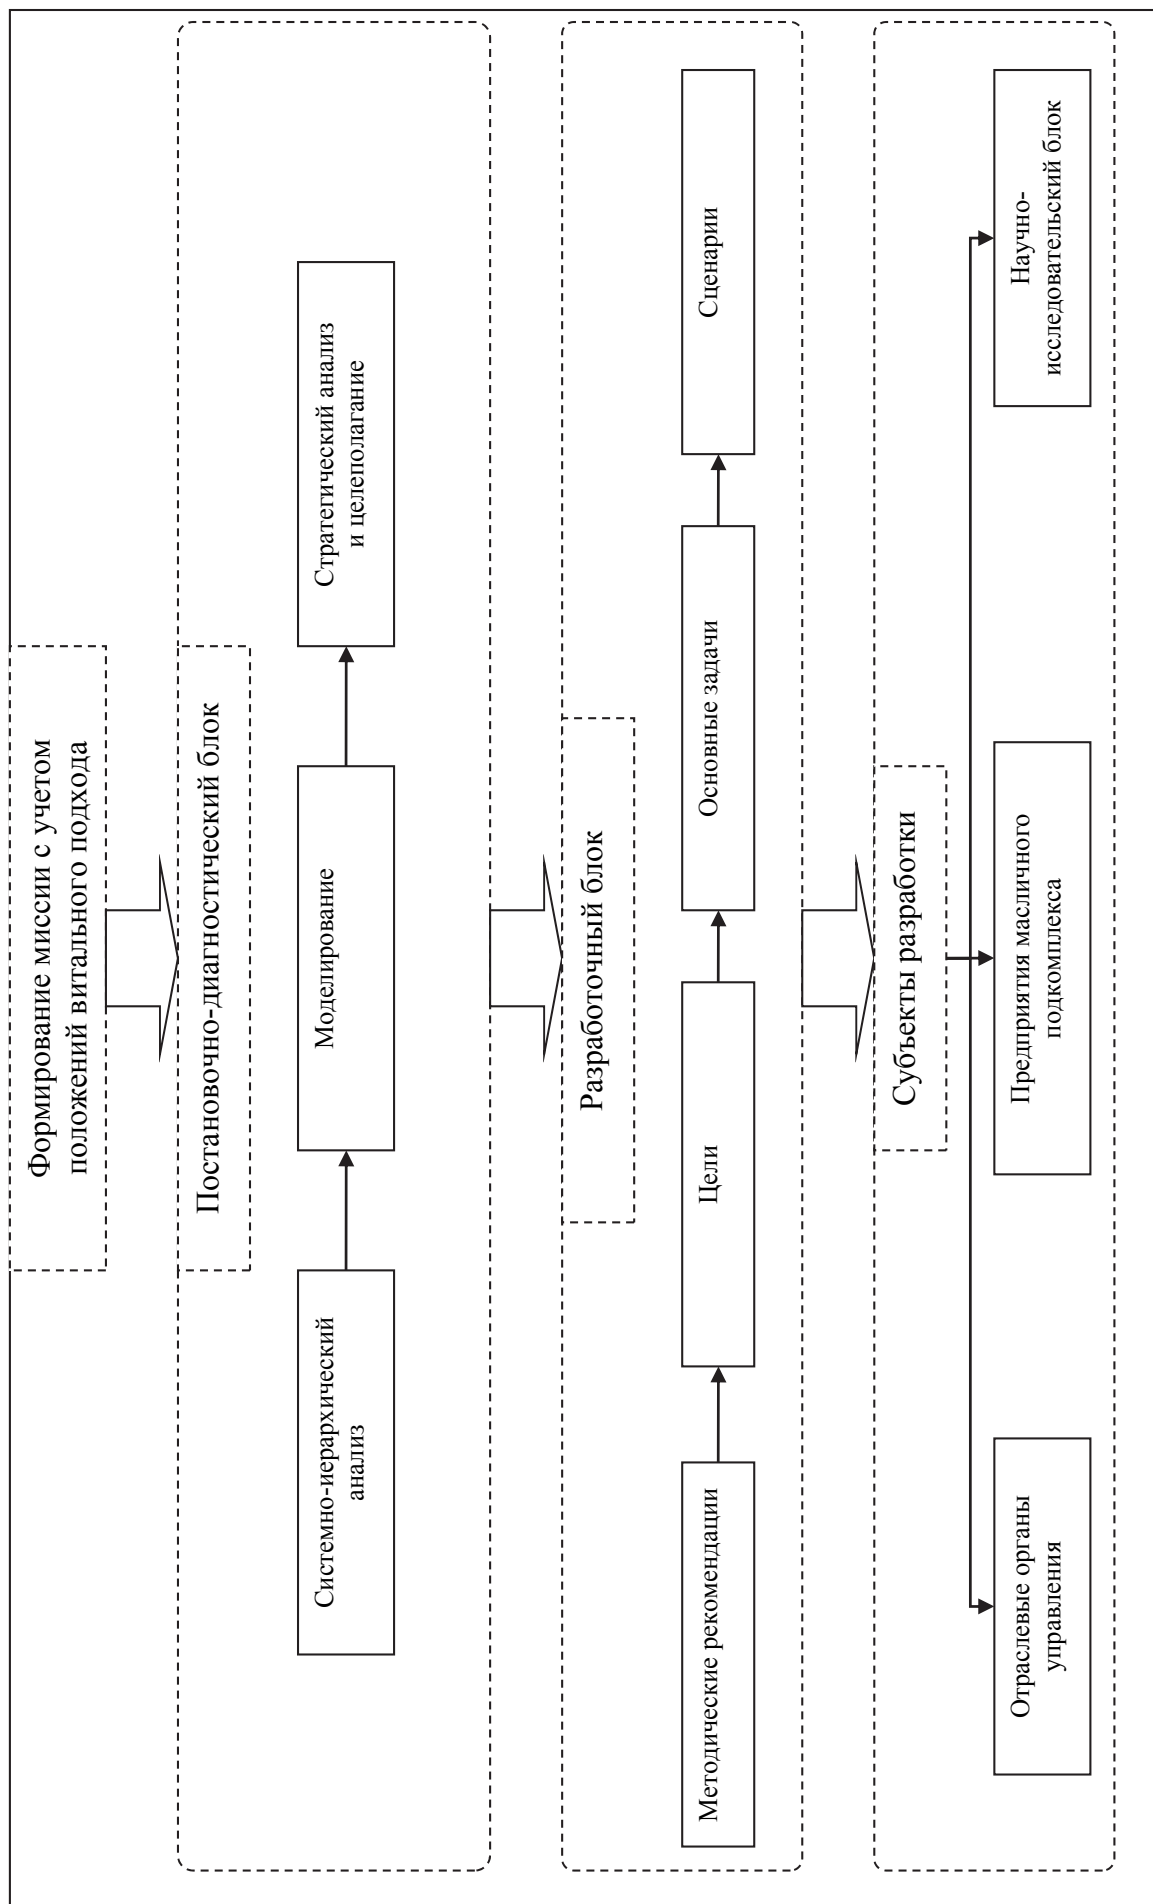 Формирование миссии с учетом
положений витального подхода
Постановочно-диагностический блок
Системно-иерархический
анализ
Моделирование
Стратегический анализ
и целеполагание
Разработочный блок
Методические рекомендации
Цели
Основные задачи
Сценарии
Субъекты разработки
Отраслевые органы
управления
Предприятия масличного
подкомплекса
Научно-
исследовательский блок